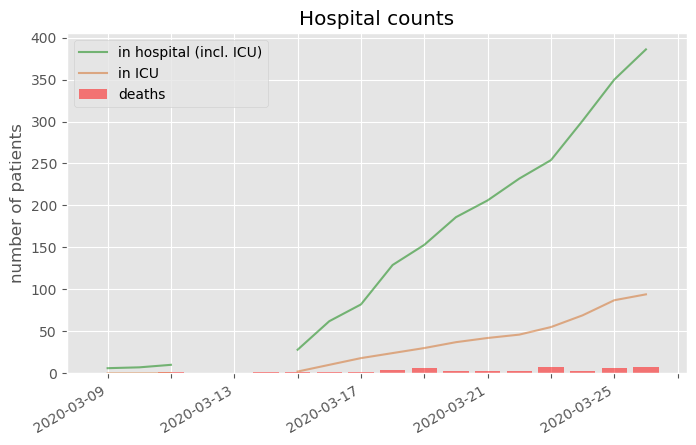 Hospital counts
in hospital (incl. ICU)
in ICU
deaths
number of patients
400
350
300
250
200
150
100
50
0
2020-03-09
2020-03-13
2020-03-17
2020-03-21
2020-03-25